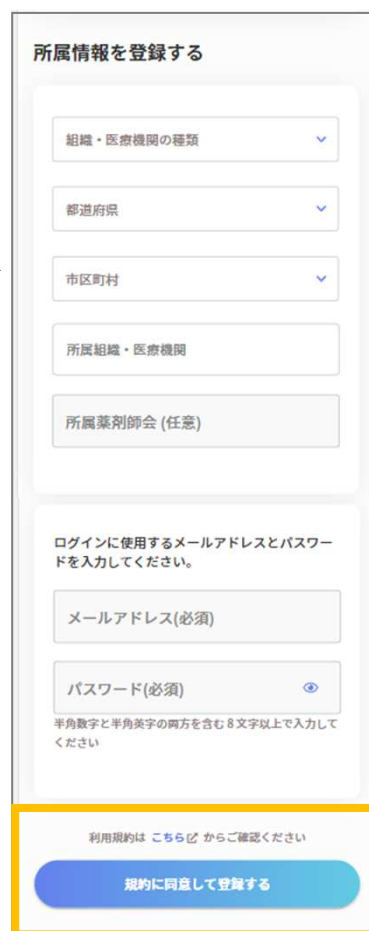 所属情報を登録する
組織・医療機関の種類
都道府県
市区町村
所属組織・医療機関
所属薬剤師会 (任意)
ログインに使用するメールアドレスとパスワー
ドを入力してください。
メールアドレス(必須)
パスワード(必須)
半角数字と半角英字の両方を含む8文字以上で入力して
ください
利用規約は こちら からご確認ください
規約に同意して登録する